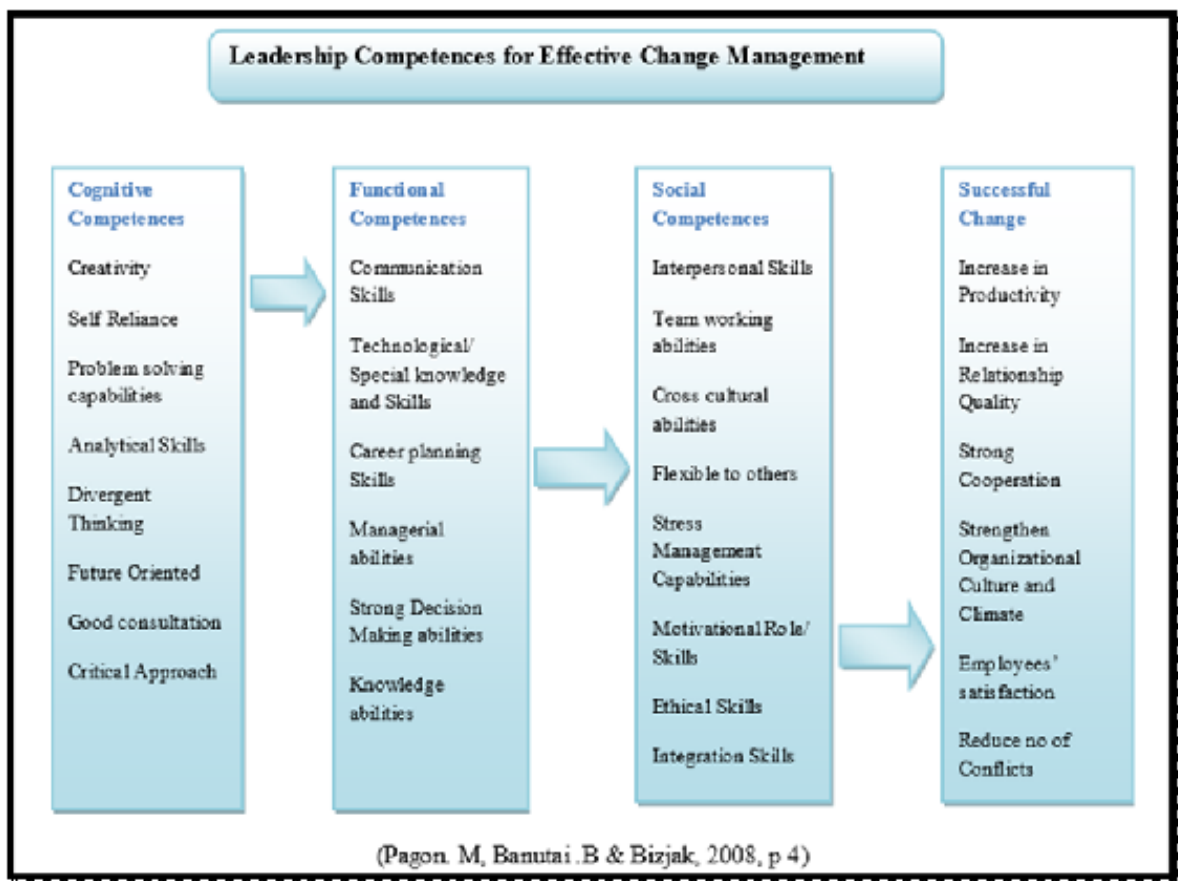 Leadership Competences for Effective Change Management
Cognitive
Competences
Creativity
Self Reliance
Problem solving
capabilities
Analytical Skills
Divergent
Thinking
Future Oriented
Good consultation
Critical Approach
Functional
Competences
Communication
Skills
Technological/
Special knowledge
and Skills
Career planning
Skills
Managerial
abilities
Strong Decision
Making abilities
Knowledge
abilities
Social
Competences
Interpersonal Skills
Team working
abilities
Cross cultural
abilities
Flexible to others
Stress
Management
Capabilities
Motivational Role/
Skills
Ethical Skills
Integration Skills
Successful
Change
Increase in
Productivity
Increase in
Relationship
Quality
Strong
Cooperation
Strengthen
Organizational
Culture and
Climate
Employees’
satisfaction
Reduce no of
Conflicts
(Pagon. M, Banutai .B & Bizjak, 2008, p 4)